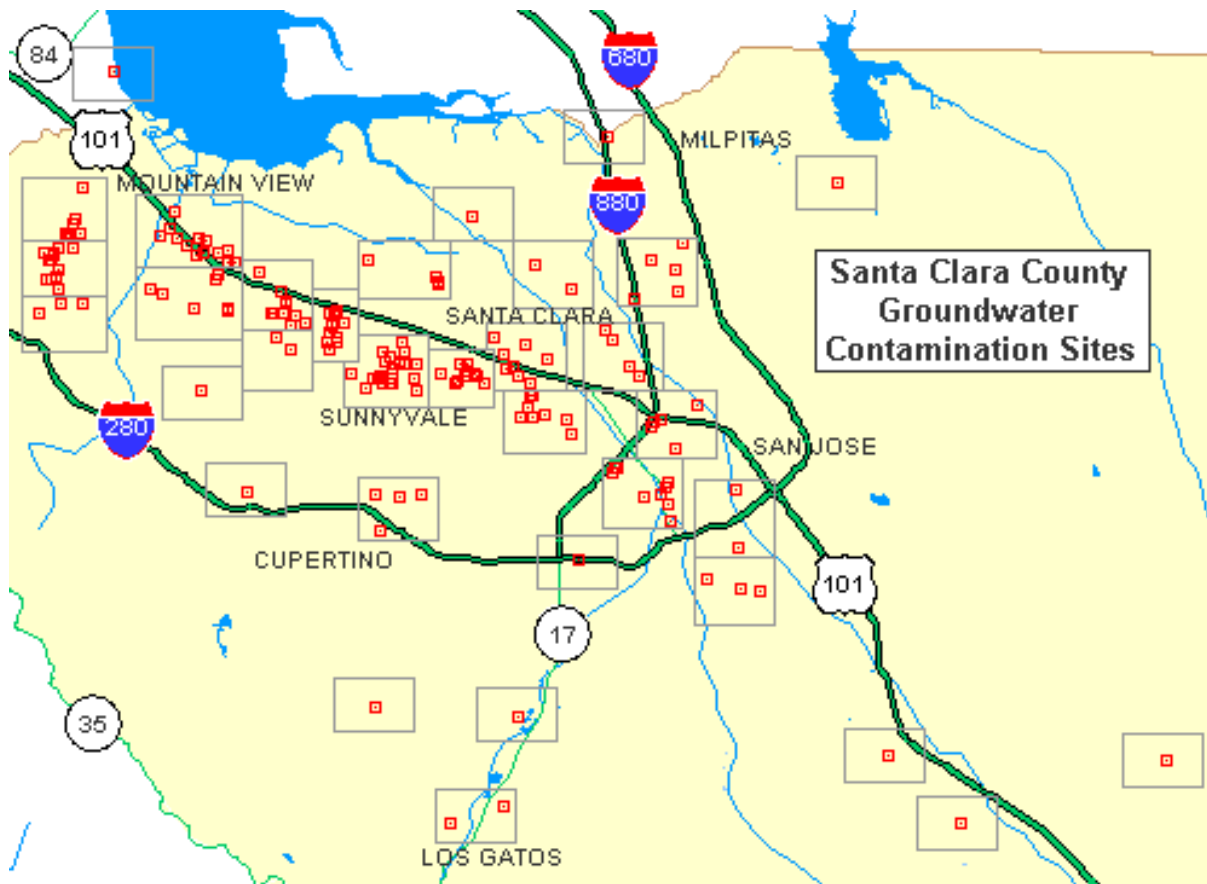 84
680
101
MILPITAS
MOUNTAIN VIEW
880
Santa Clara County
Groundwater
Contamination Sites
SANTA CLARA
SUNNYVALE
280
SAN JOSE
CUPERTINO
101
17
35
LOS GATOS